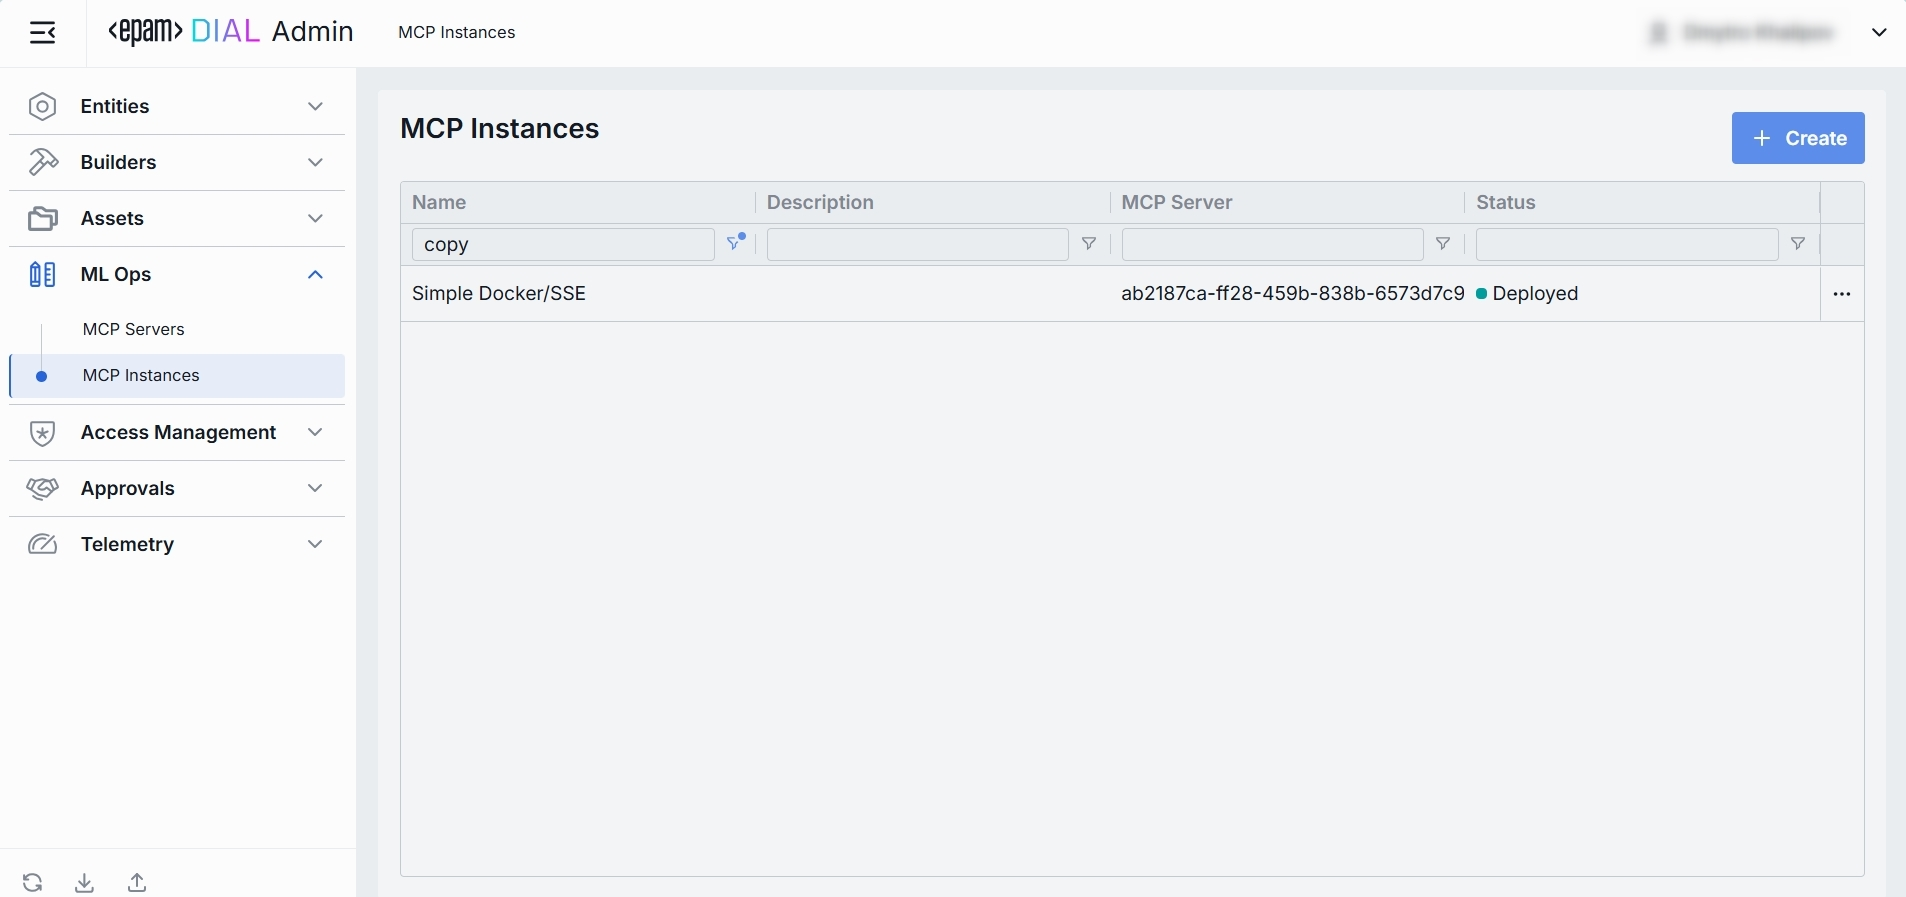 <epam> DIAL Admin
MCP Instances
Entities
Builders
Assets
ML Ops
MCP Servers
MCP Instances
Access Management
Approvals
Telemetry
MCP Instances
+ Create
Name Description MCP Server Status
copy
Simple Docker/SSE ab2187ca-ff28-459b-838b-6573d7c9 Deployed